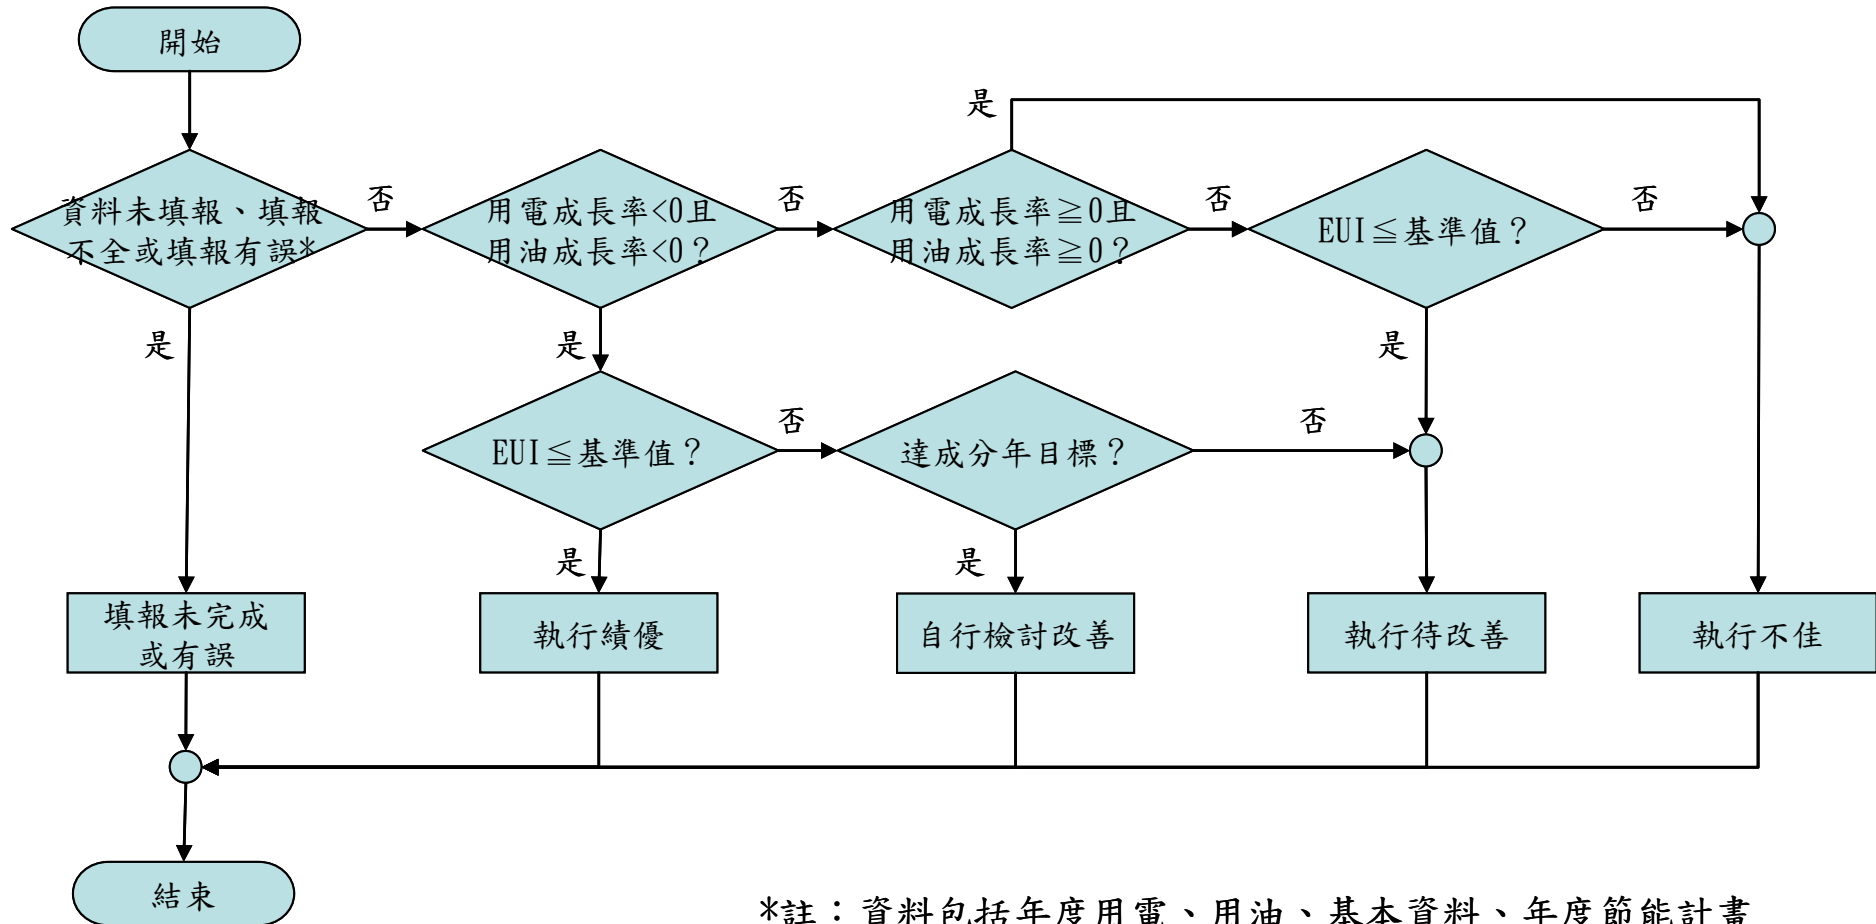 開始
是
資料未填報、填報
不全或填報有誤*
否
用電成長率<0且
用油成長率<0？
否
用電成長率≧0且
用油成長率≧0？
否
EUI≦基準值？
否
是
是
是
EUI≦基準值？
否
達成分年目標？
否
是
是
填報未完成
或有誤
執行績優
自行檢討改善
執行待改善
執行不佳
結束
*註：資料包括年度用電、用油、基本資料、年度節能計畫